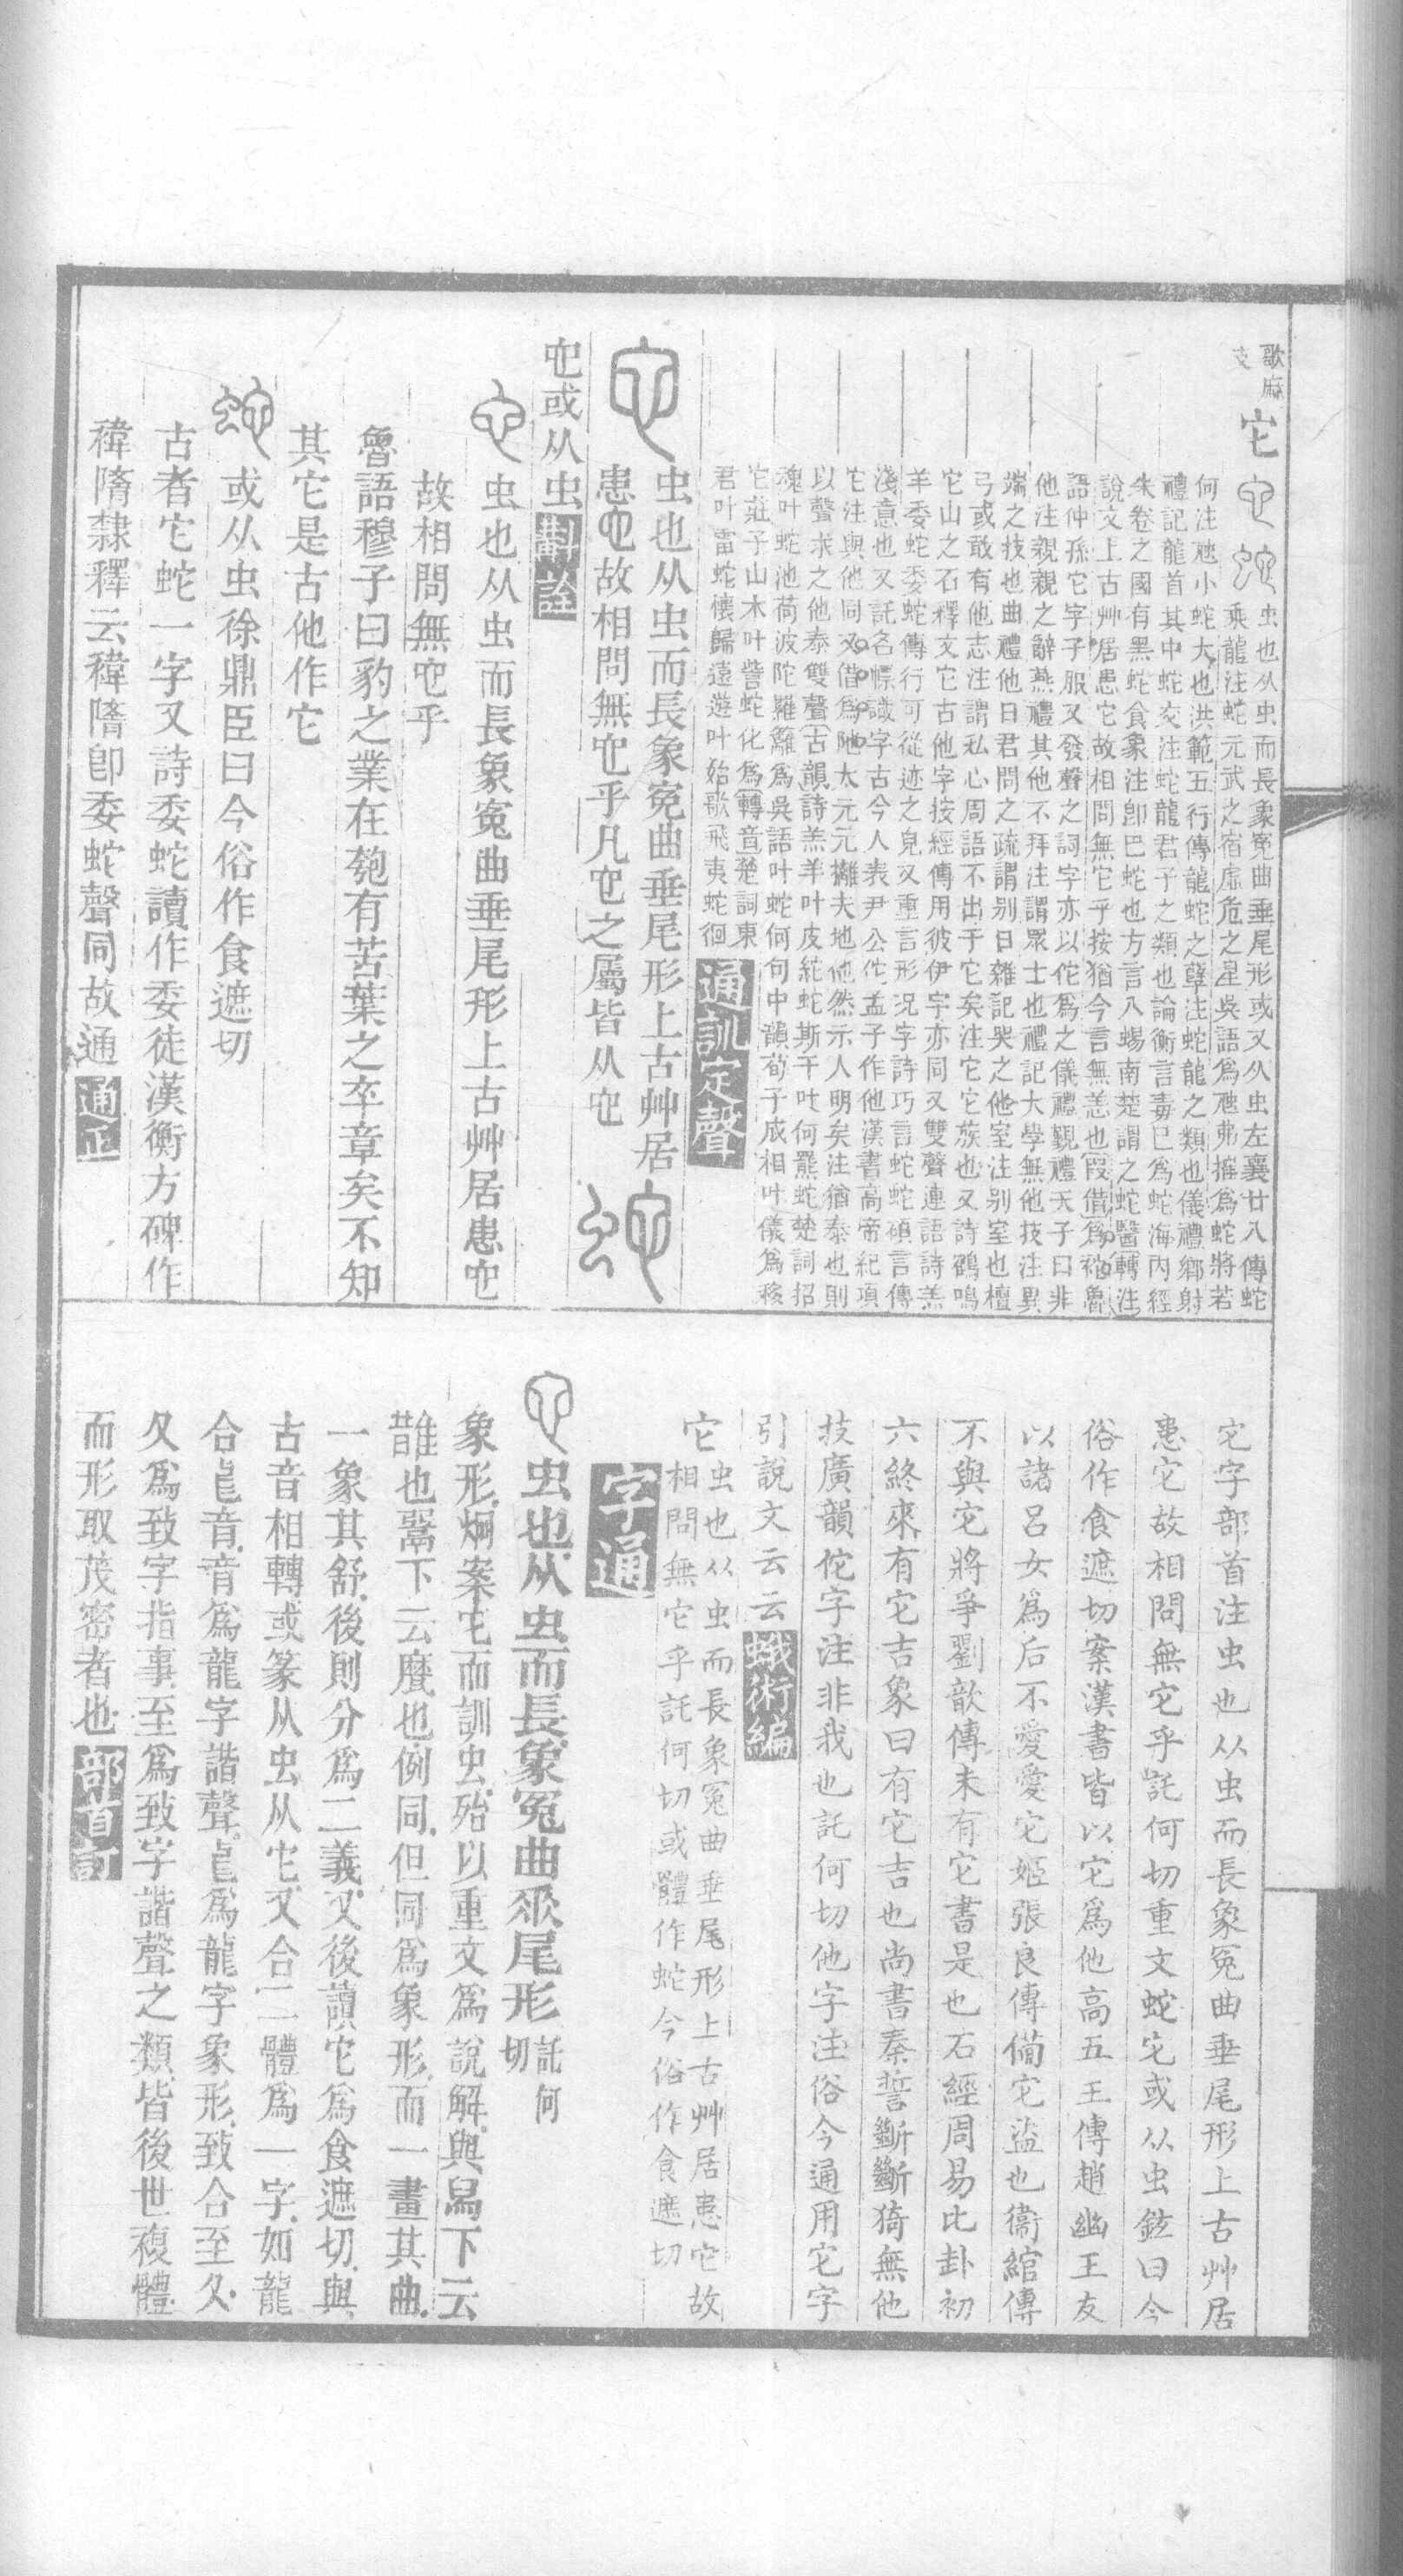 歌麻
支
它
虫也从虫而長象冤曲垂尾形或又从虫左襄廿八傳蛇
乘龍注蛇元武之宿虛危之星吳語爲虺弗摧爲蛇將若
何注虺小蛇大也洪範五行傳龍蛇之孽注蛇龍之類也儀禮鄉射
禮記龍首其中蛇交注蛇龍君子之類也論衡言毒巳爲蛇海內經
朱卷之國有黑蛇食象注卽巴蛇也方言八蜴南楚謂之蛇醫轉注
說文上古艸居患它故相問無它乎按猶今言無恙也叚借爲佗魯
語仲孫它字子服又發聲之詞字亦以佗爲之儀禮覲禮天子曰非
他注親親之辭燕禮其他不拜注謂眾士也禮記大學無他技注異
端之技也曲禮他日君問之疏謂别日雜記哭之他室注别室也檀
弓或敢有他志注謂私心周語不出于它矣注它它族也又詩鶴鳴
它山之石釋文它古他字按經傳用彼伊字亦同又雙聲連語詩羔
羊委蛇委蛇傳行可從迹之皃又重言形況字詩巧言蛇蛇碩言傳
淺意也又託名幖識字古今人表尹公佗孟子作他漢書高帝紀項
它注與他同又借爲阤太元元攡夫地他然示人明矣注猶泰也則
以聲求之他泰雙聲古韻詩羔羊叶皮紽蛇斯干叶何羆蛇楚詞招
魂叶蛇池荷波陀羅籬爲吳語叶蛇何句中韻荀子成相叶儀爲移
它莊子山木叶訾蛇化爲轉音楚詞東
君叶雷蛇懷歸遠遊叶始歌飛夷蛇徊
通訓定聲
虫也从虫而長象冤曲垂尾形上古艸居
患它故相問無它乎凡它之屬皆从它
它或从虫
斠詮
虫也从虫而長象冤曲垂尾形上古艸居患它
故相問無它乎
魯語穆子曰豹之業在匏有苦葉之卒章矣不知
其它是古他作它
或从虫徐鼎臣曰今俗作食遮切
古者它蛇一字又詩委蛇讀作委徒漢衡方碑作
褘隋隸釋云褘隋卽委蛇聲同故通
通正
它字部首注虫也从虫而長象冤曲垂尾形上古艸居
患它故相問無它乎託何切重文蛇它或从虫鉉曰今
俗作食遮切案漢書皆以它爲他高五王傳趙幽王友
以諸呂女爲后不愛愛它姬張良傳備它盜也衞綰傳
不與它將爭劉歆傳未有它書是也石經周易比卦初
六終來有它吉象曰有它吉也尚書秦誓斷斷猗無他
技廣韻佗字注非我也託何切他字注俗今通用它字
引說文云云
蛾術編
它
虫也从虫而長象冤曲垂尾形上古艸居患它故
相問無它乎託何切或體作蛇今俗作食遮切
字通
虫也从虫而長象冤曲𠂹尾形
託何
切
象形炯案它而訓虫殆以重文爲說解與舄下云
誰也䰞下云䰝也例同但同爲象形而一畫其曲
一象其舒後則分爲二義又後讀它爲食遮切與
古音相轉或篆从虫从它又合二體爲一字如龍
合皀音音爲龍字諧聲皀爲龍字象形致合至夂
夂爲致字指事至爲致字諧聲之類皆後世複體
而形取茂密者也
部首訂